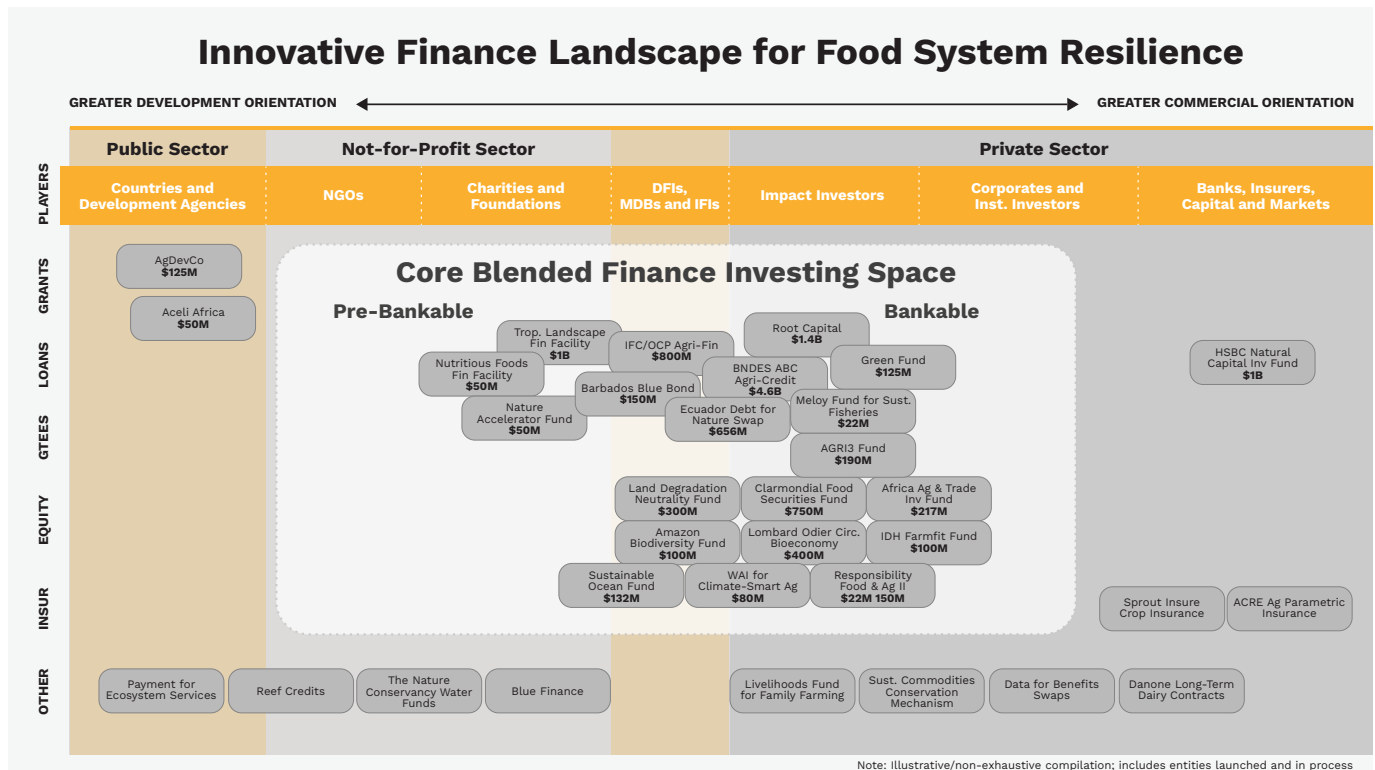 Innovative Finance Landscape for Food System Resilience
GREATER DEVELOPMENT ORIENTATION
GREATER COMMERCIAL ORIENTATION
Public Sector
Not-for-Profit Sector
Private Sector
PLAYERS
Countries and
Development Agencies
NGOs
Charities and
Foundations
DFIs,
MDBs and IFIs
Impact Investors
Corporates and
Inst. Investors
Banks, Insurers,
Capital and Markets
GRANTS
AgDevCo
$125M
Aceli Africa
$50M
Core Blended Finance Investing Space
Pre-Bankable
Bankable
LOANS
Trop. Landscape
Fin Facility
$1B
IFC/OCP Agri-Fin
$800M
Root Capital
$1.4B
Green Fund
$125M
HSBC Natural
Capital Inv Fund
$1B
Nutritious Foods
Fin Facility
$50M
Barbados Blue Bond
$150M
BNDES ABC
Agri-Credit
$4.6B
GTEES
Nature
Accelerator Fund
$50M
Ecuador Debt for
Nature Swap
$656M
Meloy Fund for Sust.
Fisheries
$22M
AGRI3 Fund
$190M
EQUITY
Land Degradation
Neutrality Fund
$300M
Clarmondial Food
Securities Fund
$750M
Africa Ag & Trade
Inv Fund
$217M
Amazon
Biodiversity Fund
$100M
Lombard Odier Circ.
Bioeconomy
$400M
IDH Farmfit Fund
$100M
INSUR
Sustainable
Ocean Fund
$132M
WAI for
Climate-Smart Ag
$80M
Responsibility
Food & Ag II
$22M 150M
Sprout Insure
Crop Insurance
ACRE Ag Parametric
Insurance
OTHER
Payment for
Ecosystem Services
Reef Credits
The Nature
Conservancy Water
Funds
Blue Finance
Livelihoods Fund
for Family Farming
Sust. Commodities
Conservation
Mechanism
Data for Benefits
Swaps
Danone Long-Term
Dairy Contracts
Note: Illustrative/non-exhaustive compilation; includes entities launched and in process